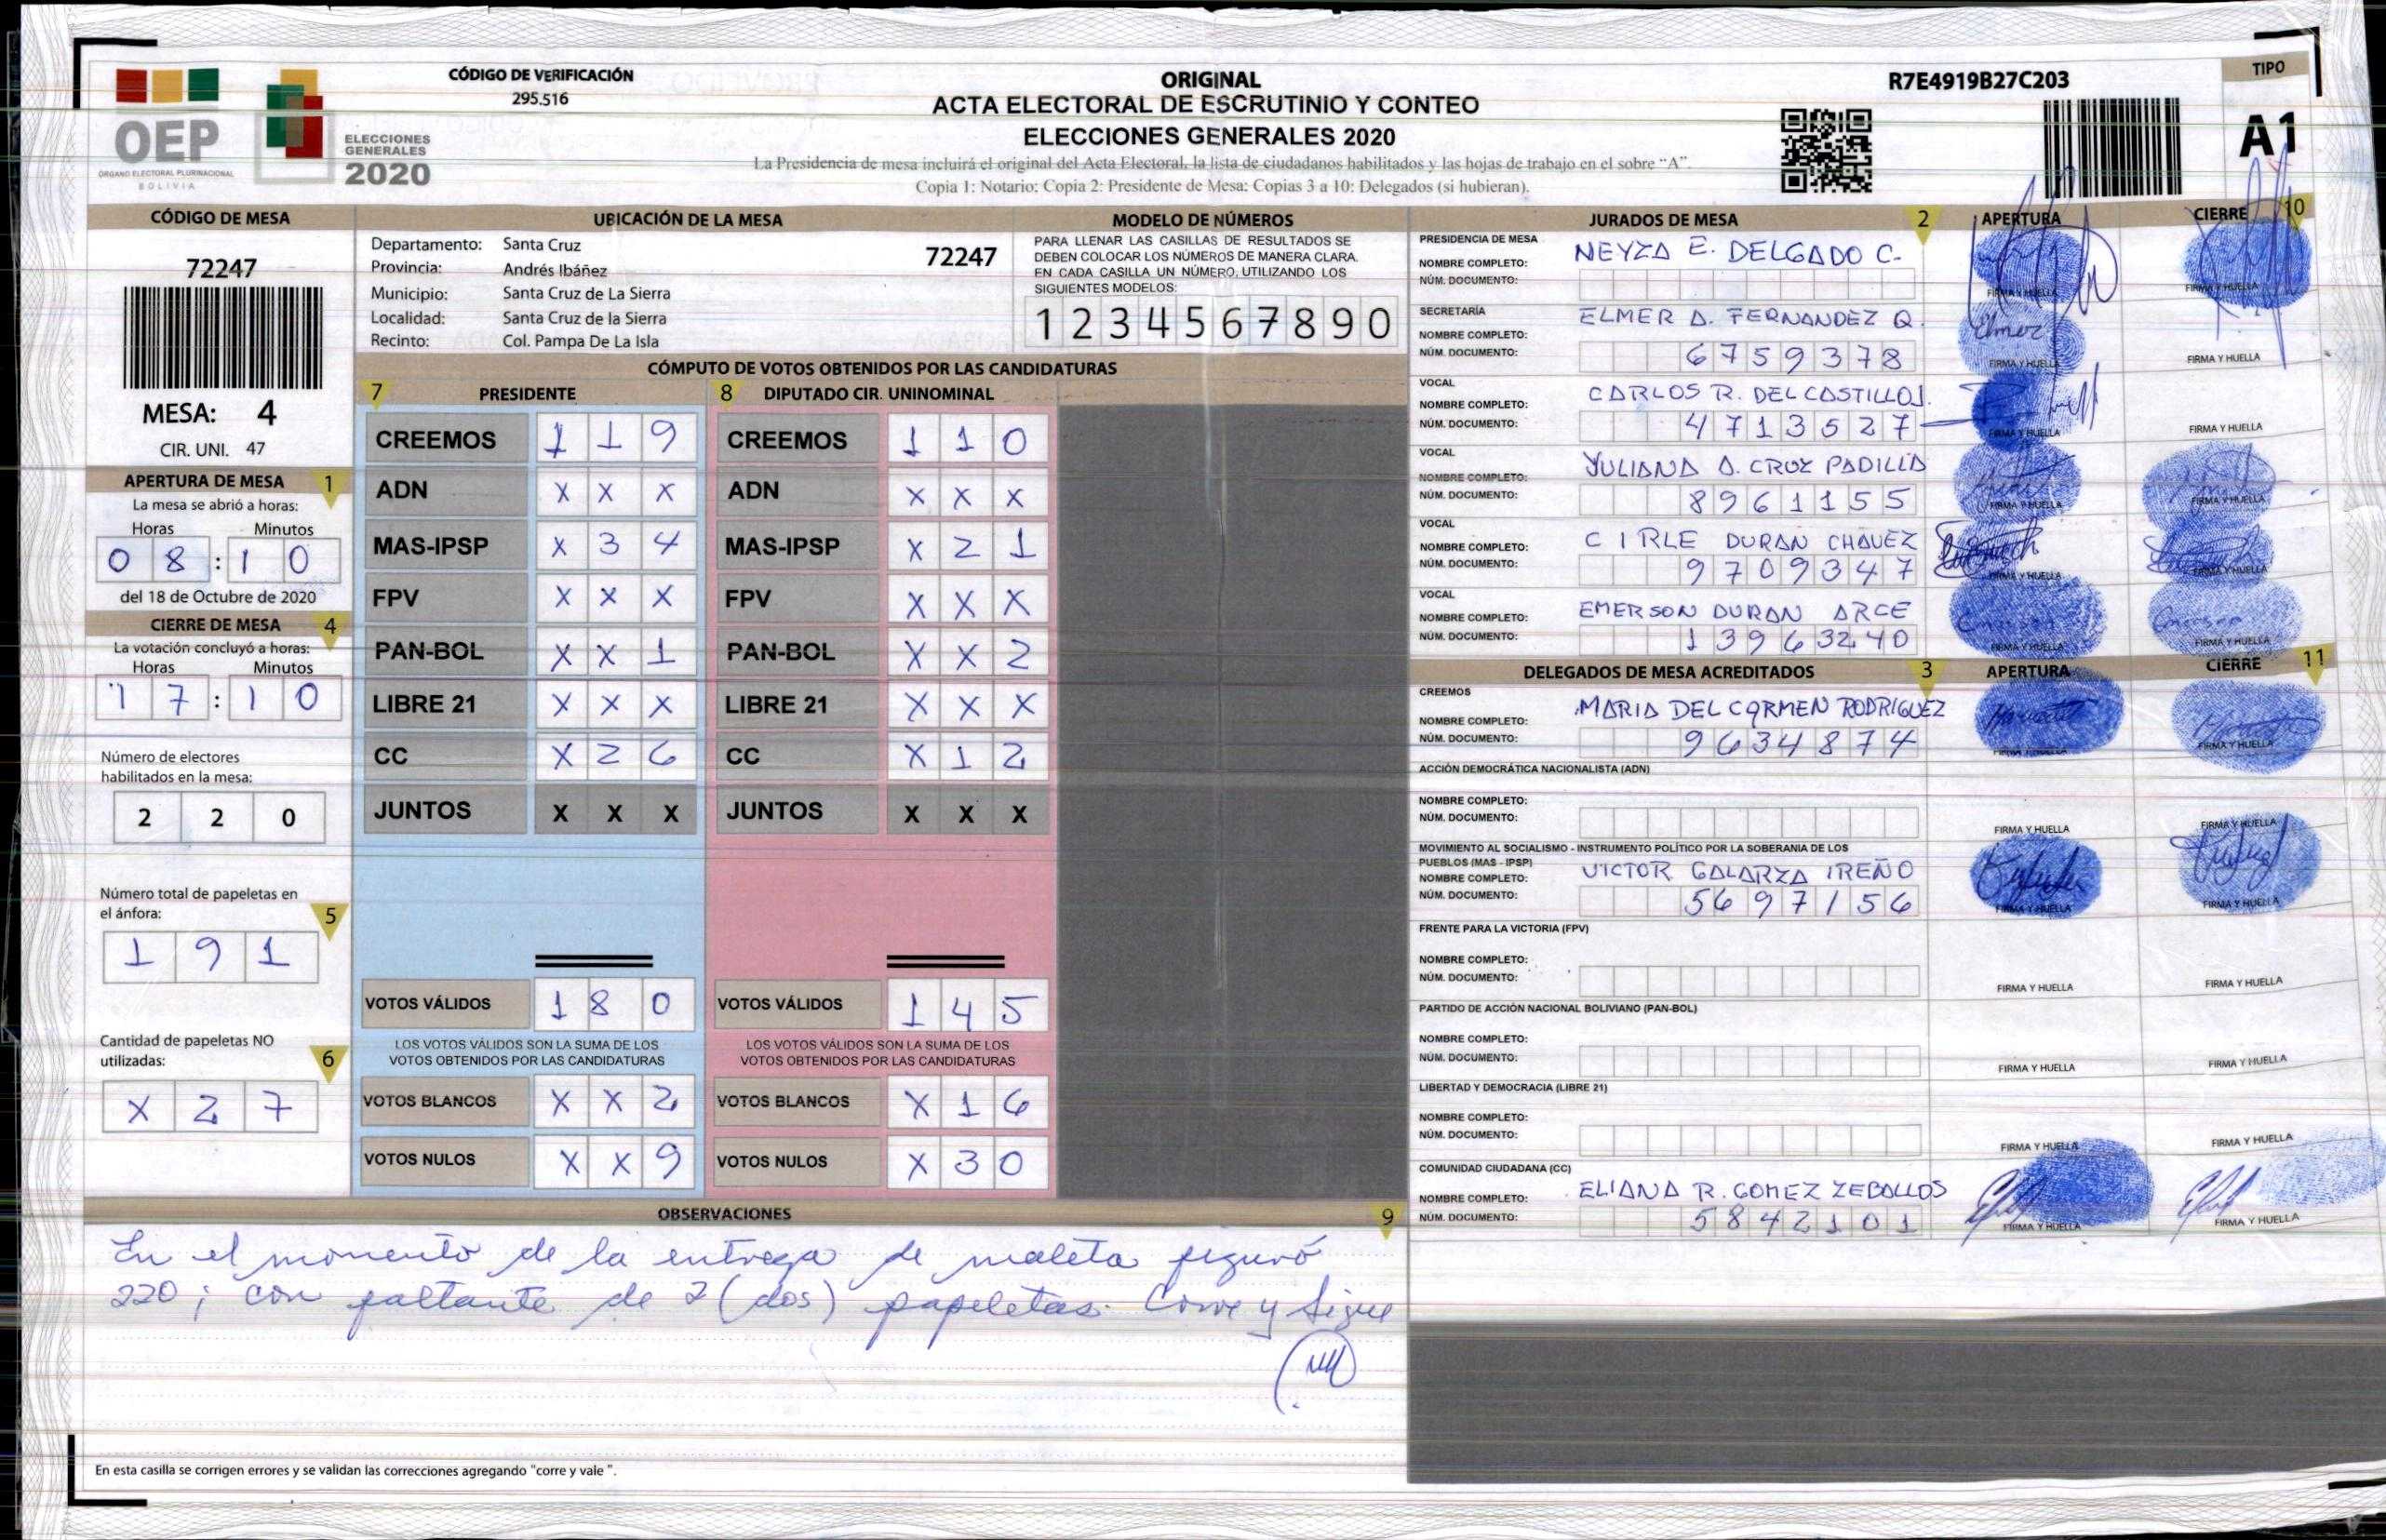 CÓDIGO DE VERIFICACIÓN
295.516
ORIGINAL
ACTA ELECTORAL DE ESCRUTINIO Y CONTEO
ELECCIONES GENERALES 2020
La Presidencia de mesa incluirá el original del Acta Electoral, la lista de ciudadanos habilitados y las hojas de trabajo en el sobre "A".
Copia 1: Notario; Copia 2: Presidente de Mesa; Copias 3 a 10: Delegados (si hubieran).
R7E4919B27C203
TIPO
A1
OEP
ÓRGANO ELECTORAL PLURINACIONAL
BOLIVIA
ELECCIONES
GENERALES
2020
CÓDIGO DE MESA
72247
MESA: 4
CIR. UNI. 47
APERTURA DE MESA 1
La mesa se abrió a horas:
Horas Minutos
0 8 : 1 0
del 18 de Octubre de 2020
CIERRE DE MESA 4
La votación concluyó a horas:
Horas Minutos
1 7 : 1 0
Número de electores
habilitados en la mesa:
2 2 0
Número total de papeletas en
el ánfora: 5
1 9 1
Cantidad de papeletas NO
utilizadas: 6
X 2 7
UBICACIÓN DE LA MESA
Departamento: Santa Cruz 72247
Provincia: Andrés Ibáñez
Municipio: Santa Cruz de La Sierra
Localidad: Santa Cruz de la Sierra
Recinto: Col. Pampa De La Isla
MODELO DE NÚMEROS
PARA LLENAR LAS CASILLAS DE RESULTADOS SE
DEBEN COLOCAR LOS NÚMEROS DE MANERA CLARA.
EN CADA CASILLA UN NÚMERO, UTILIZANDO LOS
SIGUIENTES MODELOS:
1 2 3 4 5 6 7 8 9 0
CÓMPUTO DE VOTOS OBTENIDOS POR LAS CANDIDATURAS
7 PRESIDENTE 8 DIPUTADO CIR. UNINOMINAL
CREEMOS 1 1 9 CREEMOS 1 1 0
ADN X X X ADN X X X
MAS-IPSP X 3 4 MAS-IPSP X 2 1
FPV X X X FPV X X X
PAN-BOL X X 1 PAN-BOL X X 2
LIBRE 21 X X X LIBRE 21 X X X
CC X 2 6 CC X 1 2
JUNTOS X X X JUNTOS X X X
VOTOS VÁLIDOS 1 8 0 VOTOS VÁLIDOS 1 4 5
LOS VOTOS VÁLIDOS SON LA SUMA DE LOS LOS VOTOS VÁLIDOS SON LA SUMA DE LOS
VOTOS OBTENIDOS POR LAS CANDIDATURAS VOTOS OBTENIDOS POR LAS CANDIDATURAS
VOTOS BLANCOS X X 2 VOTOS BLANCOS X 1 6
VOTOS NULOS X X 9 VOTOS NULOS X 3 0
OBSERVACIONES 9
En el momento de la entrega de maleta figuró
220; con faltante de 2 (dos) papeletas. Corre y Sigue
En esta casilla se corrigen errores y se validan las correcciones agregando "corre y vale ".
JURADOS DE MESA 2 APERTURA CIERRE 10
PRESIDENCIA DE MESA
NOMBRE COMPLETO: NEYZA E. DELGADO C.
NÚM. DOCUMENTO:
FIRMA Y HUELLA FIRMA Y HUELLA
SECRETARÍA
NOMBRE COMPLETO: ELMER A. FERNANDEZ Q.
NÚM. DOCUMENTO: 6759378
Elmer
FIRMA Y HUELLA FIRMA Y HUELLA
VOCAL
NOMBRE COMPLETO: CARLOS R. DEL CASTILLO J.
NÚM. DOCUMENTO: 4713527
FIRMA Y HUELLA FIRMA Y HUELLA
VOCAL
NOMBRE COMPLETO: YULIANA A. CRUZ PADILLA
NÚM. DOCUMENTO: 8961155
FIRMA Y HUELLA FIRMA Y HUELLA
VOCAL
NOMBRE COMPLETO: CIRLE DURAN CHAVEZ
NÚM. DOCUMENTO: 9709347
FIRMA Y HUELLA FIRMA Y HUELLA
VOCAL
NOMBRE COMPLETO: EMERSON DURAN ARCE
NÚM. DOCUMENTO: 13963240
FIRMA Y HUELLA FIRMA Y HUELLA
DELEGADOS DE MESA ACREDITADOS 3 APERTURA CIERRE 11
CREEMOS
NOMBRE COMPLETO: MARIA DEL CARMEN RODRIGUEZ
NÚM. DOCUMENTO: 9634874
FIRMA Y HUELLA FIRMA Y HUELLA
ACCIÓN DEMOCRÁTICA NACIONALISTA (ADN)
NOMBRE COMPLETO:
NÚM. DOCUMENTO:
FIRMA Y HUELLA FIRMA Y HUELLA
MOVIMIENTO AL SOCIALISMO - INSTRUMENTO POLÍTICO POR LA SOBERANIA DE LOS
PUEBLOS (MAS - IPSP)
NOMBRE COMPLETO: VICTOR GALARZA IREÑO
NÚM. DOCUMENTO: 5697156
FIRMA Y HUELLA FIRMA Y HUELLA
FRENTE PARA LA VICTORIA (FPV)
NOMBRE COMPLETO:
NÚM. DOCUMENTO:
FIRMA Y HUELLA FIRMA Y HUELLA
PARTIDO DE ACCIÓN NACIONAL BOLIVIANO (PAN-BOL)
NOMBRE COMPLETO:
NÚM. DOCUMENTO:
FIRMA Y HUELLA FIRMA Y HUELLA
LIBERTAD Y DEMOCRACIA (LIBRE 21)
NOMBRE COMPLETO:
NÚM. DOCUMENTO:
FIRMA Y HUELLA FIRMA Y HUELLA
COMUNIDAD CIUDADANA (CC)
NOMBRE COMPLETO: ELIANA R. GOMEZ ZEBALLOS
NÚM. DOCUMENTO: 5842101
FIRMA Y HUELLA FIRMA Y HUELLA